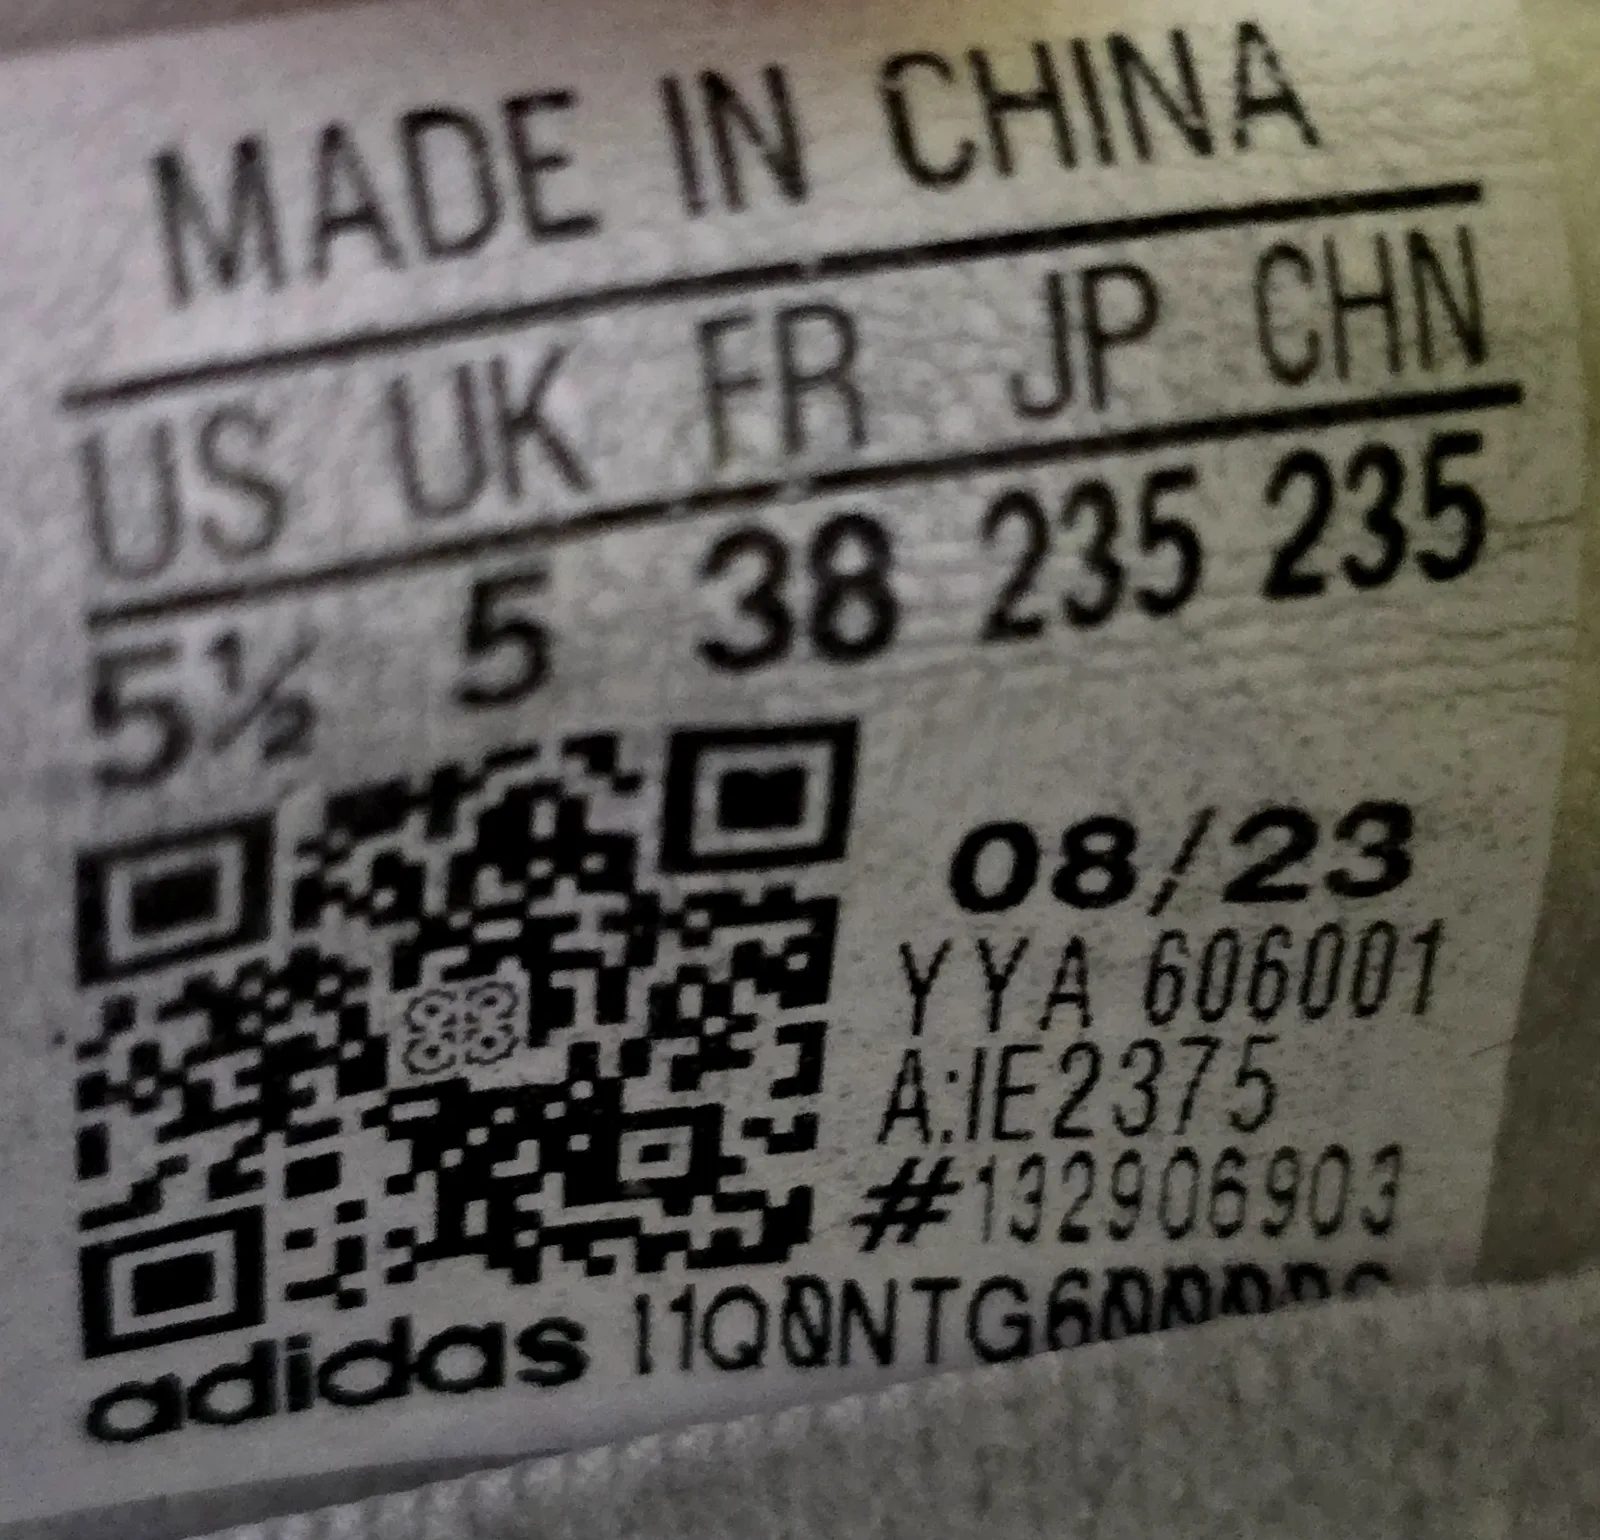 MADE IN CHINA
US UK FR JP CHN
5½ 5 38 235 235
08/23
YYA 606001
A:IE2375
#132906903
adidas